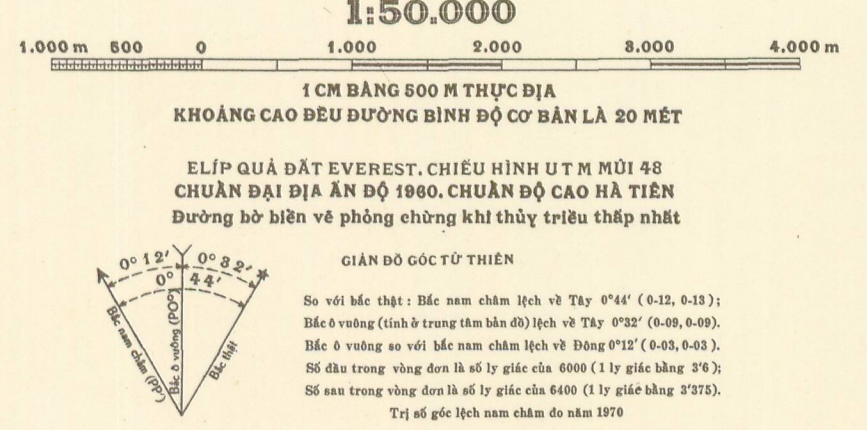 1:50.000
1.000 m 500 0 1.000 2.000 3.000 4.000 m
1 CM BẰNG 500 M THỰC ĐỊA
KHOẢNG CAO ĐỀU ĐƯỜNG BÌNH ĐỘ CƠ BẢN LÀ 20 MÉT
ELÍP QUẢ ĐẤT EVEREST. CHIẾU HÌNH UTM MÚI 48
CHUẨN ĐẠI ĐỊA ẤN ĐỘ 1960. CHUẨN ĐỘ CAO HÀ TIÊN
Đường bờ biển vẽ phỏng chừng khi thủy triều thấp nhất
0° 12' 0° 32'
0° 44'
Bắc nam châm (PP')
Bắc ô vuông (PO°)
Bắc thật
GIẢN ĐỒ GÓC TỪ THIÊN
So với bắc thật : Bắc nam châm lệch về Tây 0°44' ( 0-12, 0-13 ) ;
Bắc ô vuông (tính ở trung tâm bản đồ) lệch về Tây 0°32' (0-09, 0-09).
Bắc ô vuông so với bắc nam châm lệch về Đông 0°12' ( 0-03, 0-03 ).
Số đầu trong vòng đơn là số ly giác của 6000 ( 1 ly giác bằng 3'6 );
Số sau trong vòng đơn là số ly giác của 6400 (1 ly giác bằng 3'375).
Trị số góc lệch nam châm đo năm 1970